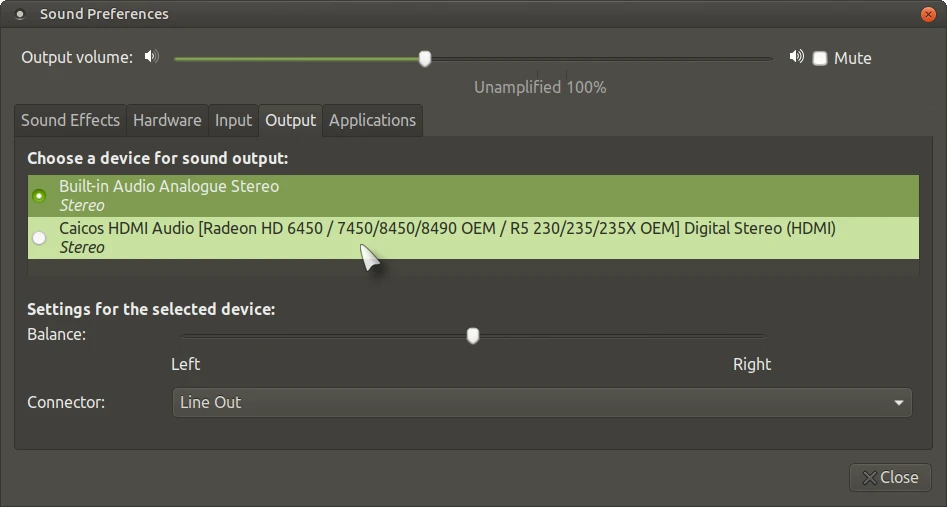 Sound Preferences
Output volume:
Mute
Unamplified 100%
Sound Effects
Hardware
Input
Output
Applications
Choose a device for sound output:
Built-in Audio Analogue Stereo
Stereo
Caicos HDMI Audio [Radeon HD 6450 / 7450/8450/8490 OEM / R5 230/235/235X OEM] Digital Stereo (HDMI)
Stereo
Settings for the selected device:
Balance:
Left
Right
Connector:
Line Out
Close